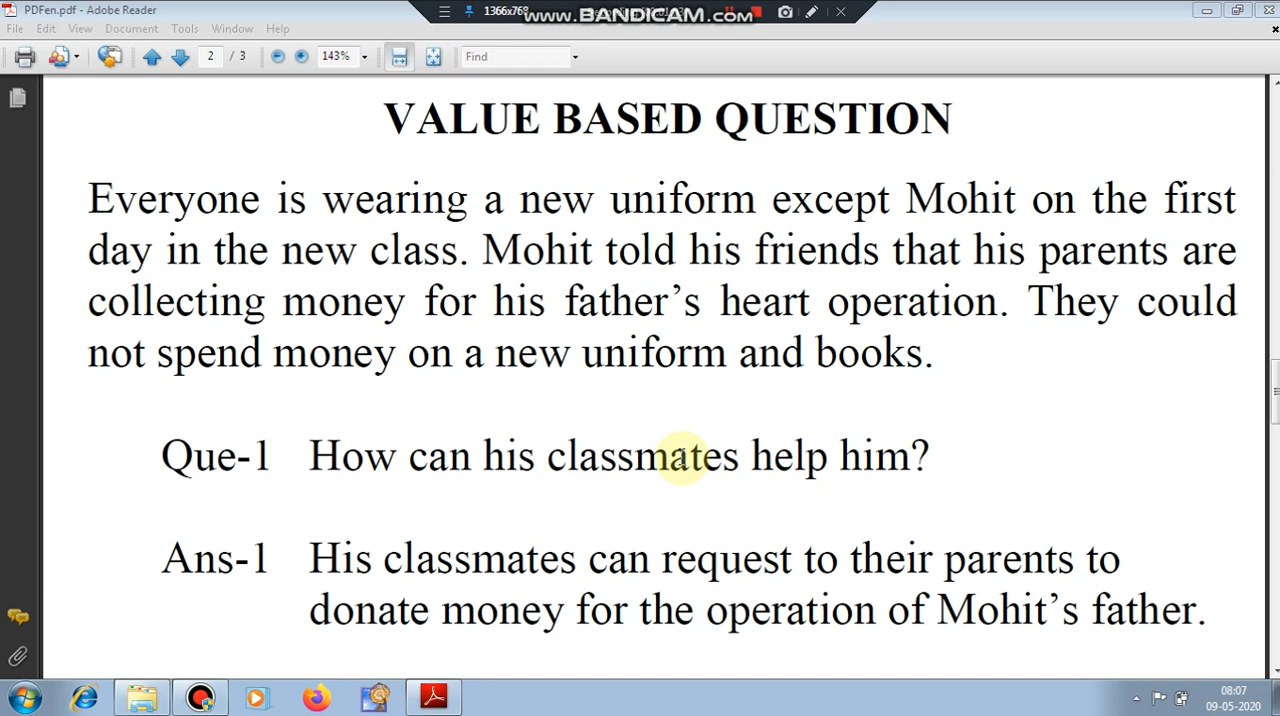 PDFen.pdf - Adobe Reader
1366x768
www.BANDICAM.com
File Edit View Document Tools Window Help
2 / 3 143% Find
VALUE BASED QUESTION
Everyone is wearing a new uniform except Mohit on the first
day in the new class. Mohit told his friends that his parents are
collecting money for his father’s heart operation. They could
not spend money on a new uniform and books.
Que-1 How can his classmates help him?
Ans-1 His classmates can request to their parents to
donate money for the operation of Mohit’s father.
08:07
09-05-2020